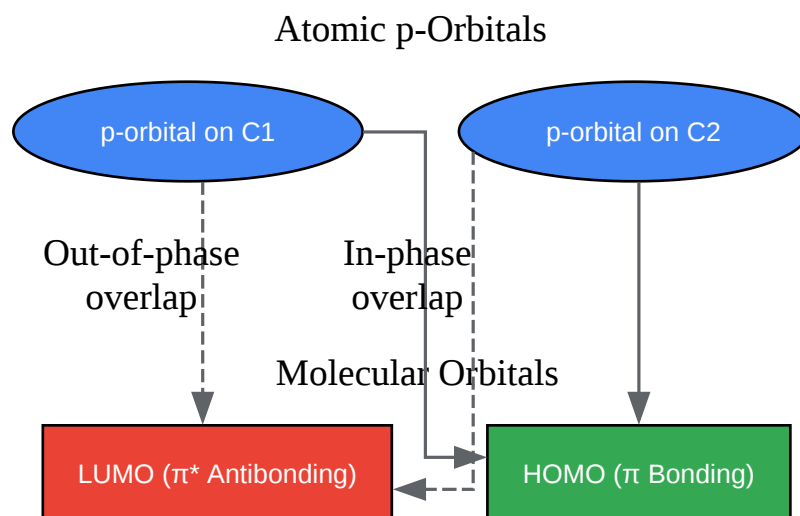 Atomic p-Orbitals
p-orbital on C1
p-orbital on C2
Out-of-phase
overlap
In-phase
overlap
Molecular Orbitals
LUMO (π* Antibonding)
HOMO (π Bonding)